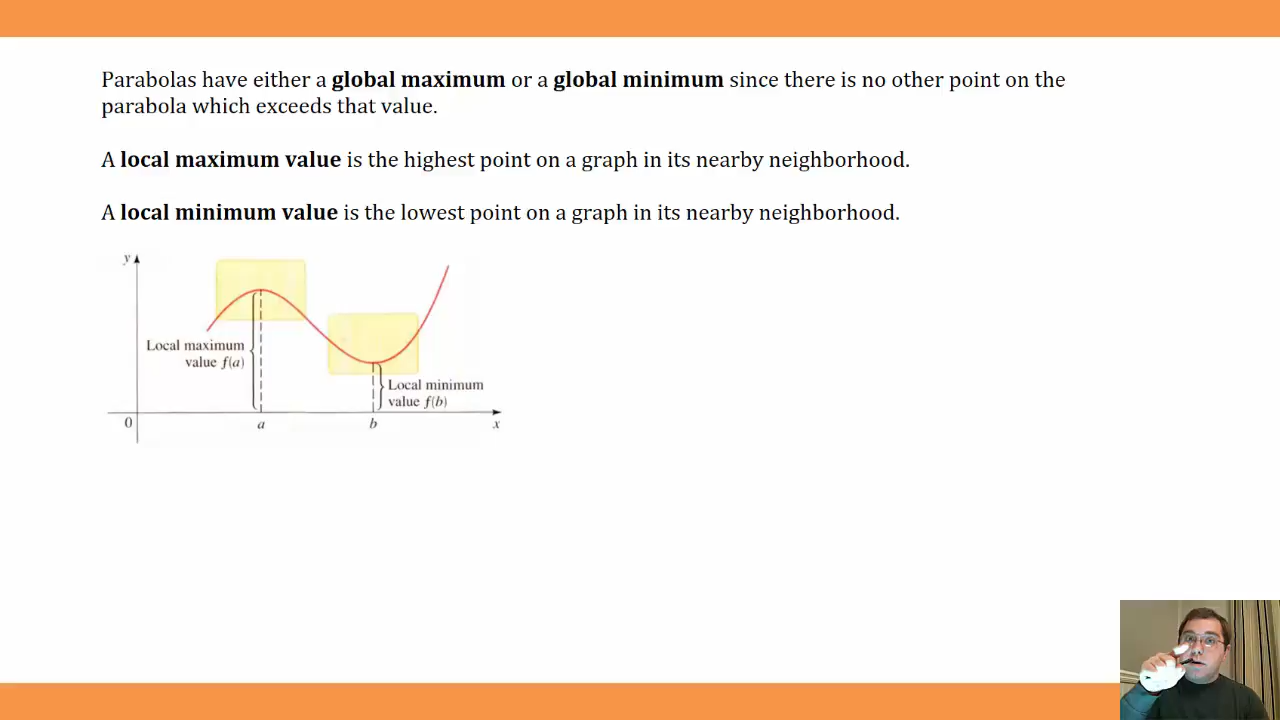 Parabolas have either a global maximum or a global minimum since there is no other point on the
parabola which exceeds that value.
A local maximum value is the highest point on a graph in its nearby neighborhood.
A local minimum value is the lowest point on a graph in its nearby neighborhood.
y
Local maximum
value f(a)
Local minimum
value f(b)
0 a b x